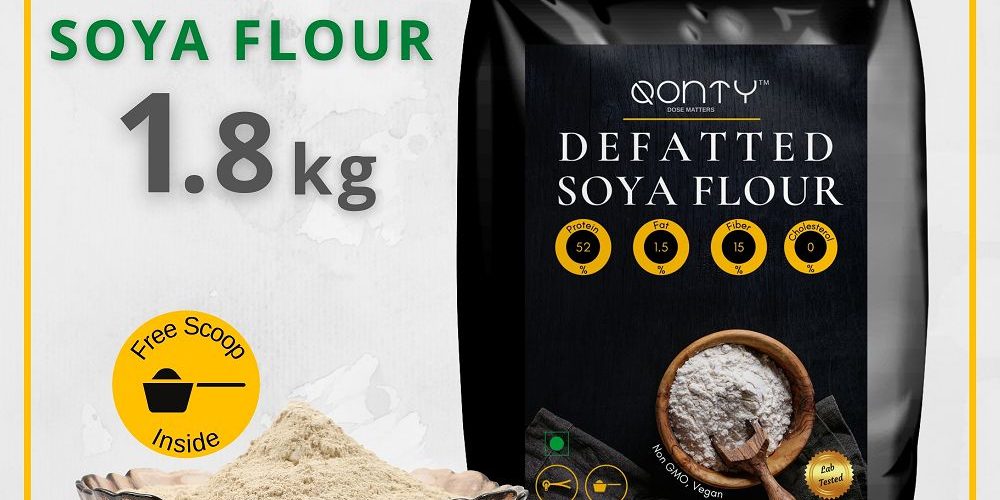 SOYA FLOUR
1.8 kg
Free Scoop
Inside
QONTY™
DOSE MATTERS
DEFATTED
SOYA FLOUR
Protein
52
%
Fat
1.5
%
Fiber
15
%
Cholesterol
0
%
Non GMO, Vegan
Lab
Tested